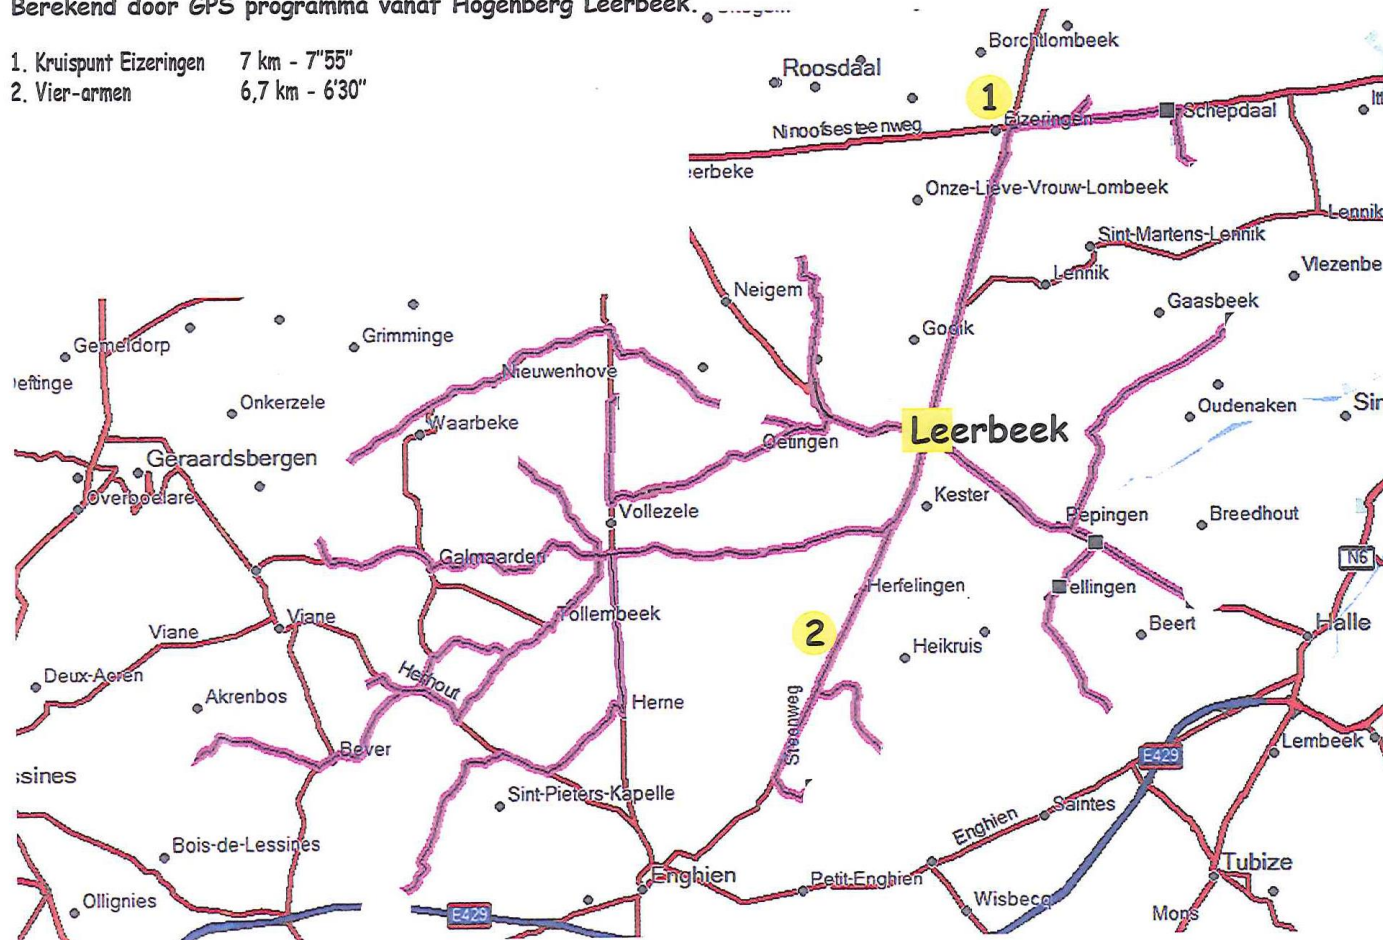 Berekend door GPS programma vanaf Hogenberg Leerbeek.
1. Kruispunt Eizeringen 7 km - 7"55"
2. Vier-armen 6,7 km - 6'30"
Borchtlombeek
Roosdaal
1
Eizeringen
Schepdaal
Ninoofsesteenweg
Onze-Lieve-Vrouw-Lombeek
Lennik
Sint-Martens-Lennik
Lennik
Neigem
Gaasbeek
Gooik
Grimminge
Gemeldorp
Nieuwenhove
Onkerzele
Oudenaken
Waarbeke
Oetingen
Leerbeek
Geraardsbergen
Overboelare
Kester
Vollezele
Pepingen
Breedhout
N6
Galmaarden
Herfelingen
Tollembeek
Beert
Halle
Viane
Viane
2
Heikruis
Deux-Acren
Akrenbos
Herhout
Herne
Steenweg
Bever
Lembeek
E429
Sint-Pieters-Kapelle
Saintes
Enghien
Bois-de-Lessines
Enghien
Petit-Enghien
Tubize
Ollignies
E429
Wisbecq
Mons